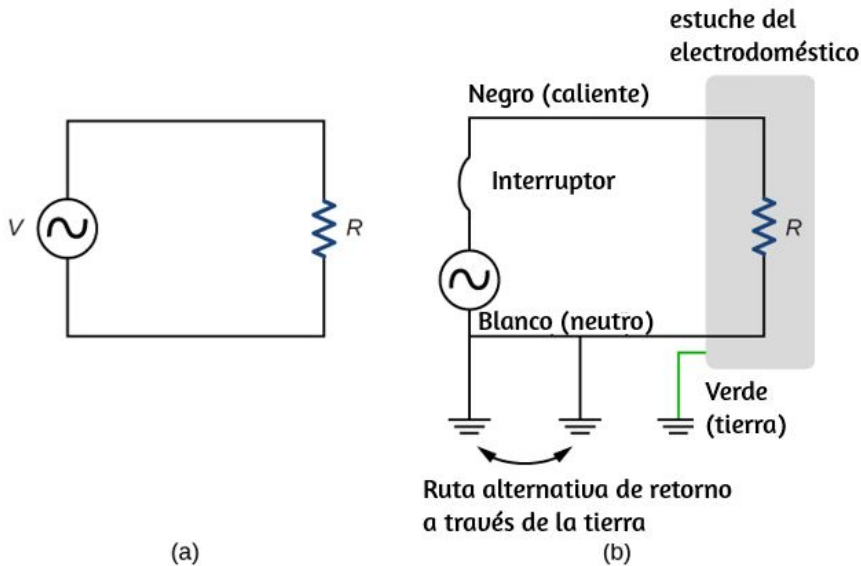 estuche del
electrodoméstico
Negro (caliente)
Interruptor
V
R
R
Blanco (neutro)
Verde
(tierra)
Ruta alternativa de retorno
a través de la tierra
(a)
(b)